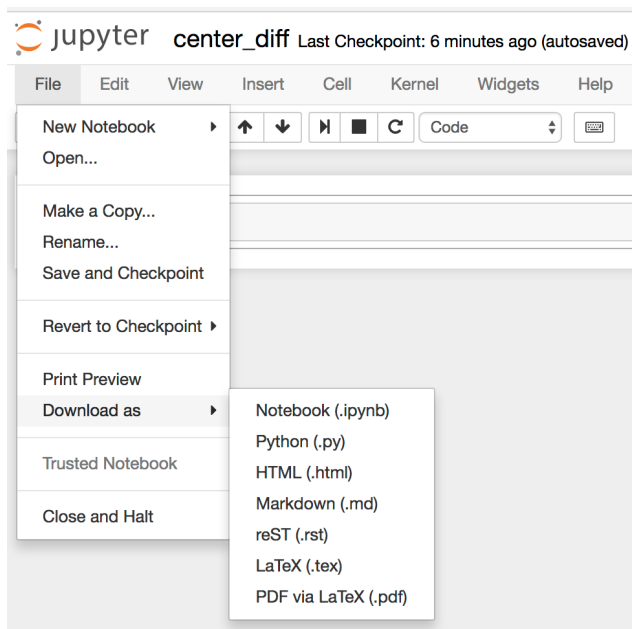 jupyter center_diff Last Checkpoint: 6 minutes ago (autosaved)
File Edit View Insert Cell Kernel Widgets Help
Code
New Notebook
Open...
Make a Copy...
Rename...
Save and Checkpoint
Revert to Checkpoint
Print Preview
Download as
Trusted Notebook
Close and Halt
Notebook (.ipynb)
Python (.py)
HTML (.html)
Markdown (.md)
reST (.rst)
LaTeX (.tex)
PDF via LaTeX (.pdf)